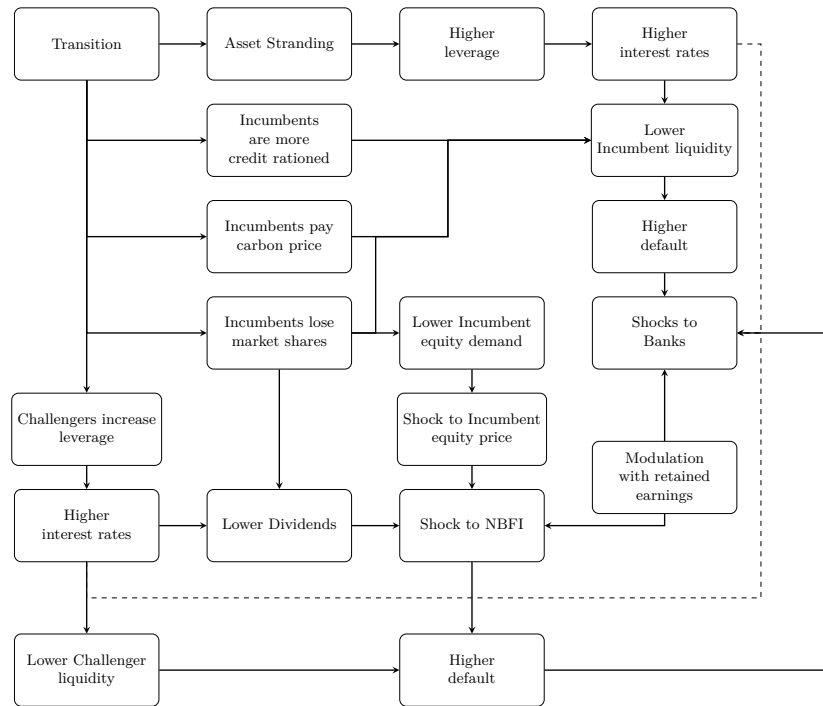 Transition
Asset Stranding
Higher
leverage
Higher
interest rates
Incumbents
are more
credit rationed
Lower
Incumbent liquidity
Incumbents pay
carbon price
Higher
default
Incumbents lose
market shares
Lower Incumbent
equity demand
Shocks to
Banks
Challengers increase
leverage
Shock to Incumbent
equity price
Modulation
with retained
earnings
Higher
interest rates
Lower Dividends
Shock to NBFI
Lower Challenger
liquidity
Higher
default